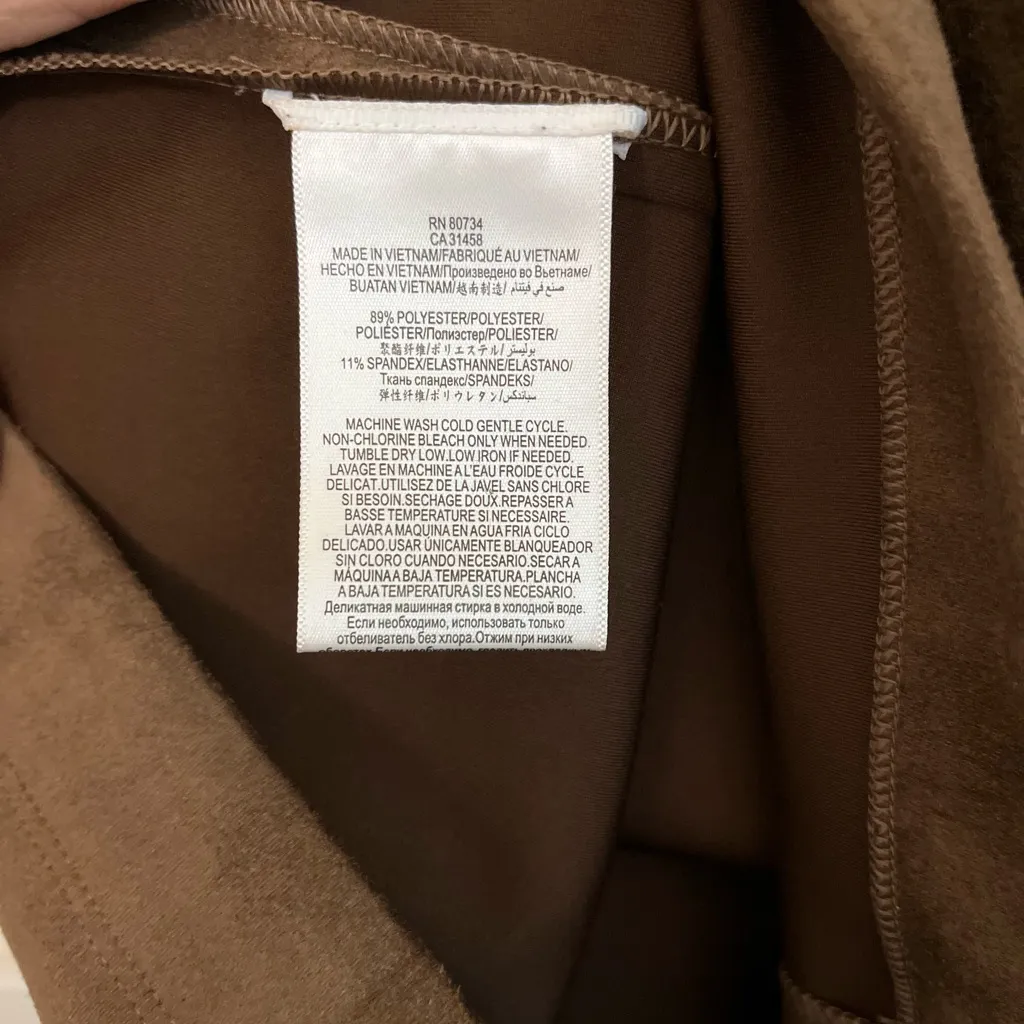 RN 80734
CA 31458
MADE IN VIETNAM/FABRIQUÉ AU VIETNAM/
HECHO EN VIETNAM/Произведено во Вьетнаме/
BUATAN VIETNAM/越南制造/ صنع في فيتنام
89% POLYESTER/POLYESTER/
POLIÉSTER/Полиэстер/POLIESTER/
聚酯纤维/ポリエステル/ بوليستر
11% SPANDEX/ELASTHANNE/ELASTANO/
Ткань спандекс/SPANDEKS/
弹性纤维/ポリウレタン/سباندكس
MACHINE WASH COLD GENTLE CYCLE.
NON-CHLORINE BLEACH ONLY WHEN NEEDED.
TUMBLE DRY LOW.LOW IRON IF NEEDED.
LAVAGE EN MACHINE A L'EAU FROIDE CYCLE
DELICAT.UTILISEZ DE LA JAVEL SANS CHLORE
SI BESOIN.SECHAGE DOUX.REPASSER A
BASSE TEMPERATURE SI NECESSAIRE.
LAVAR A MAQUINA EN AGUA FRIA CICLO
DELICADO.USAR ÚNICAMENTE BLANQUEADOR
SIN CLORO CUANDO NECESARIO.SECAR A
MÁQUINA A BAJA TEMPERATURA.PLANCHA
A BAJA TEMPERATURA SI ES NECESARIO.
Деликатная машинная стирка в холодной воде.
Если необходимо, использовать только
отбеливатель без хлора.Отжим при низких